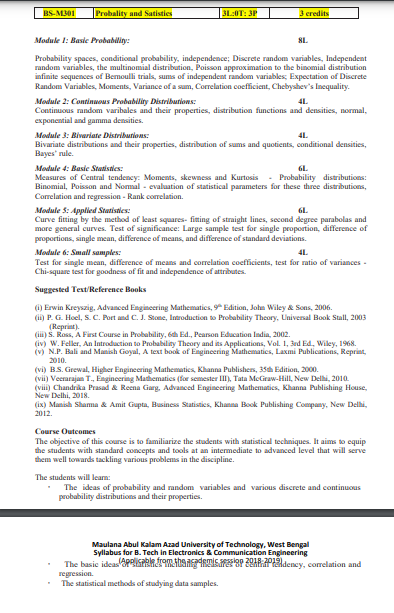 BS-M301 Probality and Satistics 3L:0T: 3P 3 credits
Module 1: Basic Probability: 8L
Probability spaces, conditional probability, independence; Discrete random variables, Independent
random variables, the multinomial distribution, Poisson approximation to the binomial distribution
infinite sequences of Bernoulli trials, sums of independent random variables; Expectation of Discrete
Random Variables, Moments, Variance of a sum, Correlation coefficient, Chebyshev's Inequality.
Module 2: Continuous Probability Distributions: 4L
Continuous random varibales and their properties, distribution functions and densities, normal,
exponential and gamma densities.
Module 3: Bivariate Distributions: 4L
Bivariate distributions and their properties, distribution of sums and quotients, conditional densities,
Bayes' rule.
Module 4: Basic Statistics: 6L
Measures of Central tendency: Moments, skewness and Kurtosis - Probability distributions:
Binomial, Poisson and Normal - evaluation of statistical parameters for these three distributions,
Correlation and regression - Rank correlation.
Module 5: Applied Statistics: 6L
Curve fitting by the method of least squares- fitting of straight lines, second degree parabolas and
more general curves. Test of significance: Large sample test for single proportion, difference of
proportions, single mean, difference of means, and difference of standard deviations.
Module 6: Small samples: 4L
Test for single mean, difference of means and correlation coefficients, test for ratio of variances -
Chi-square test for goodness of fit and independence of attributes.
Suggested Text/Reference Books
(i) Erwin Kreyszig, Advanced Engineering Mathematics, 9th Edition, John Wiley & Sons, 2006.
(ii) P. G. Hoel, S. C. Port and C. J. Stone, Introduction to Probability Theory, Universal Book Stall, 2003
(Reprint).
(iii) S. Ross, A First Course in Probability, 6th Ed., Pearson Education India, 2002.
(iv) W. Feller, An Introduction to Probability Theory and its Applications, Vol. 1, 3rd Ed., Wiley, 1968.
(v) N.P. Bali and Manish Goyal, A text book of Engineering Mathematics, Laxmi Publications, Reprint,
2010.
(vi) B.S. Grewal, Higher Engineering Mathematics, Khanna Publishers, 35th Edition, 2000.
(vii) Veerarajan T., Engineering Mathematics (for semester III), Tata McGraw-Hill, New Delhi, 2010.
(viii) Chandrika Prasad & Reena Garg, Advanced Engineering Mathematics, Khanna Publishing House,
New Delhi, 2018.
(ix) Manish Sharma & Amit Gupta, Business Statistics, Khanna Book Publishing Company, New Delhi,
2012.
Course Outcomes
The objective of this course is to familiarize the students with statistical techniques. It aims to equip
the students with standard concepts and tools at an intermediate to advanced level that will serve
them well towards tackling various problems in the discipline.
The students will learn:
• The ideas of probability and random variables and various discrete and continuous
probability distributions and their properties.
Maulana Abul Kalam Azad University of Technology, West Bengal
Syllabus for B. Tech in Electronics & Communication Engineering
(Applicable from the academic session 2018-2019)
• The basic ideas of statistics including measures of central tendency, correlation and
regression.
• The statistical methods of studying data samples.